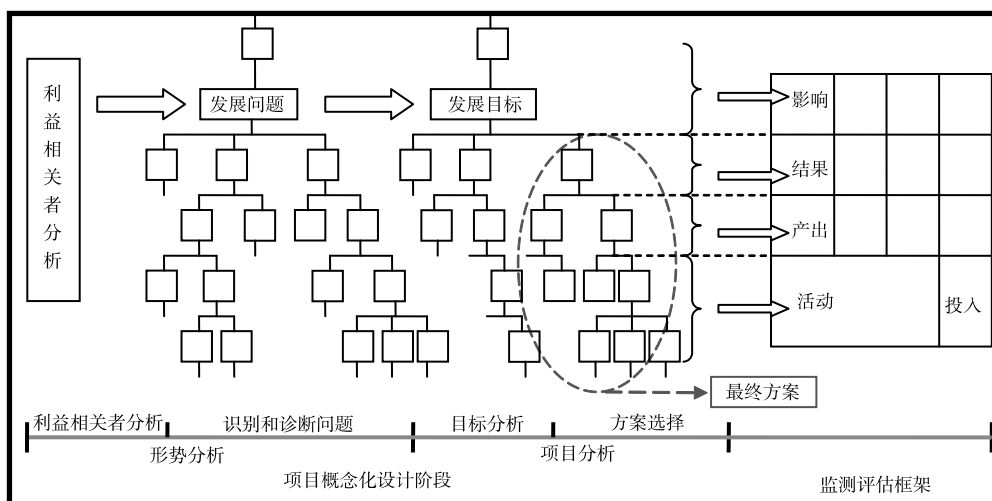 利益相关者分析
发展问题
发展目标
影响
结果
产出
活动
投入
最终方案
利益相关者分析
识别和诊断问题
目标分析
方案选择
形势分析
项目分析
项目概念化设计阶段
监测评估框架